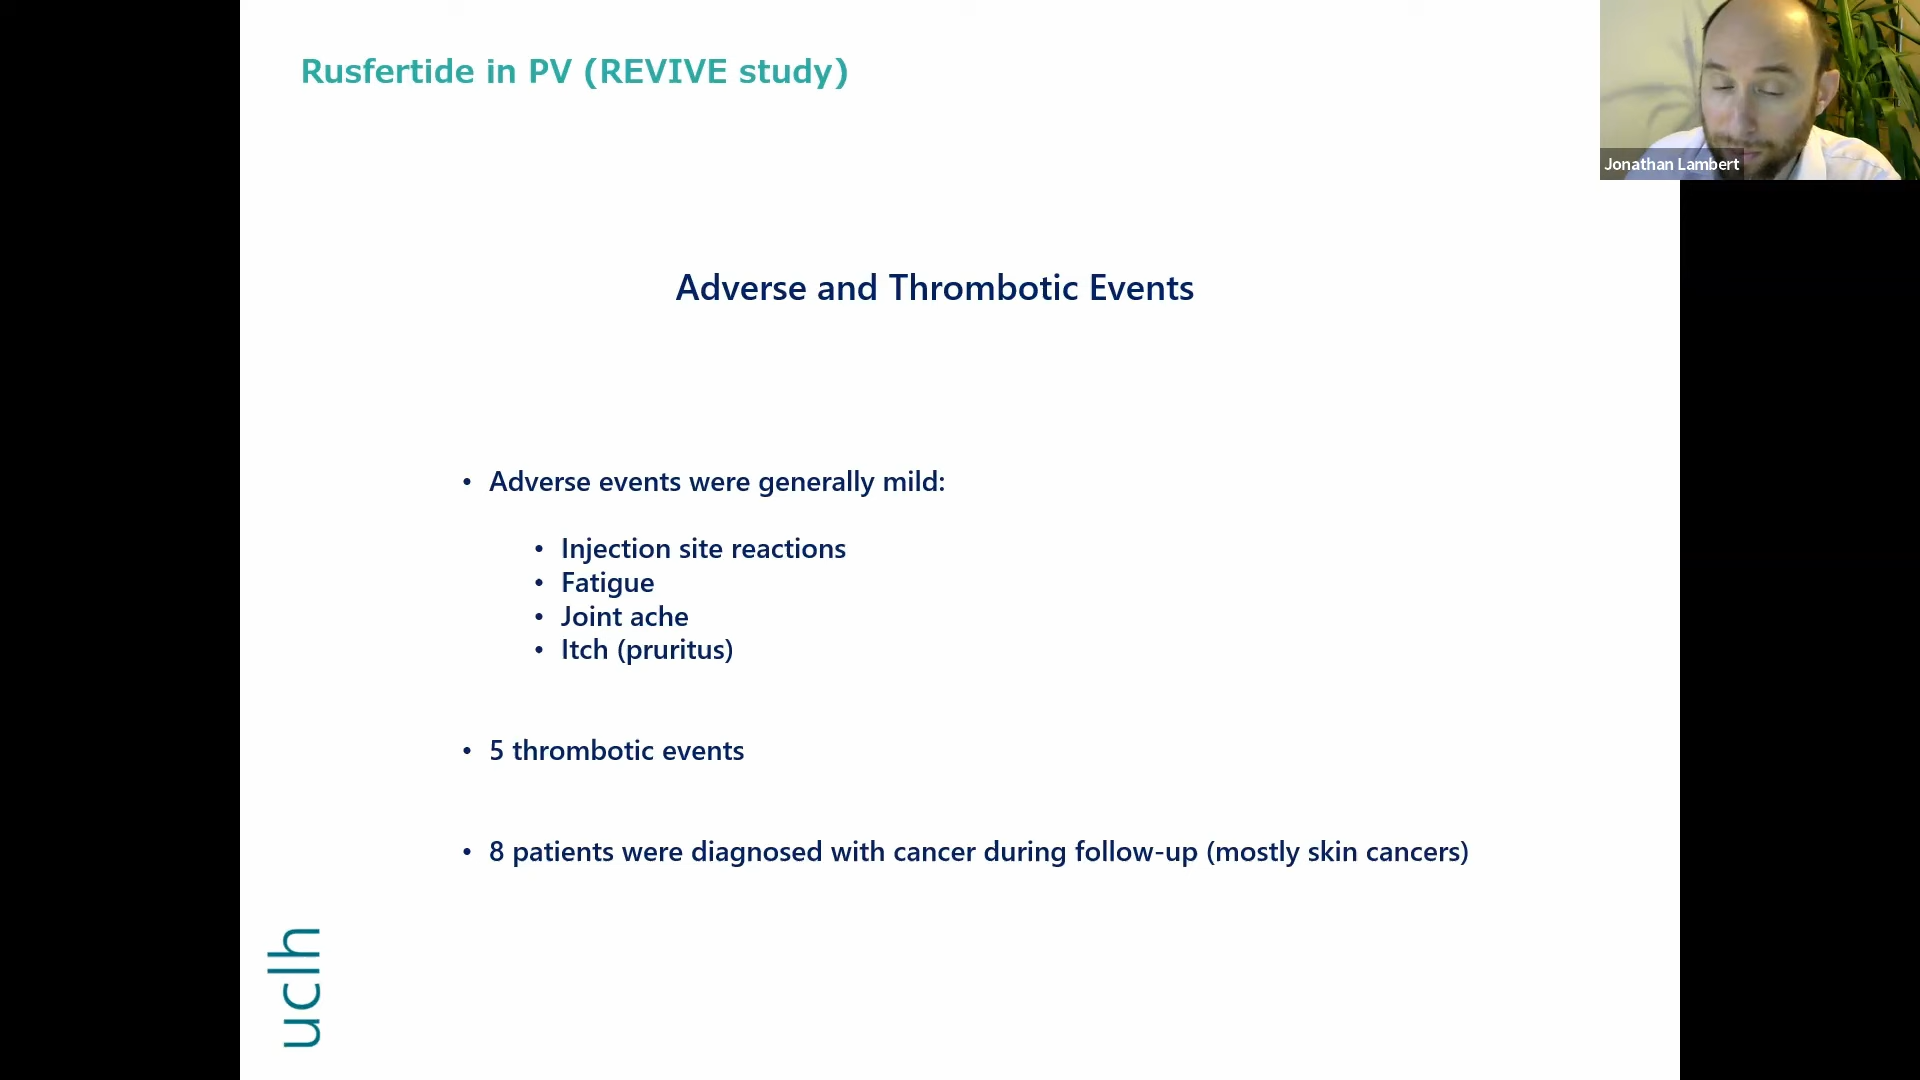 Rusfertide in PV (REVIVE study)
Jonathan Lambert
Adverse and Thrombotic Events
• Adverse events were generally mild:
• Injection site reactions
• Fatigue
• Joint ache
• Itch (pruritus)
• 5 thrombotic events
• 8 patients were diagnosed with cancer during follow-up (mostly skin cancers)
uclh